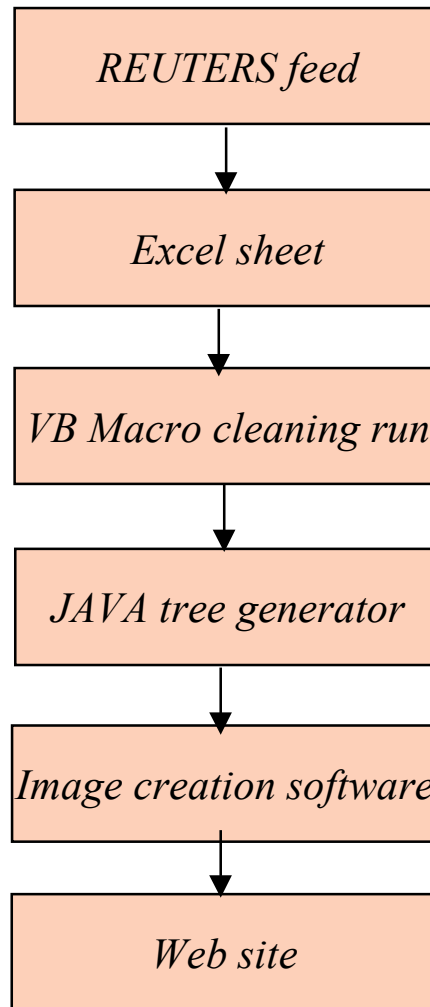 REUTERS feed
Excel sheet
VB Macro cleaning run
JAVA tree generator
Image creation software
Web site